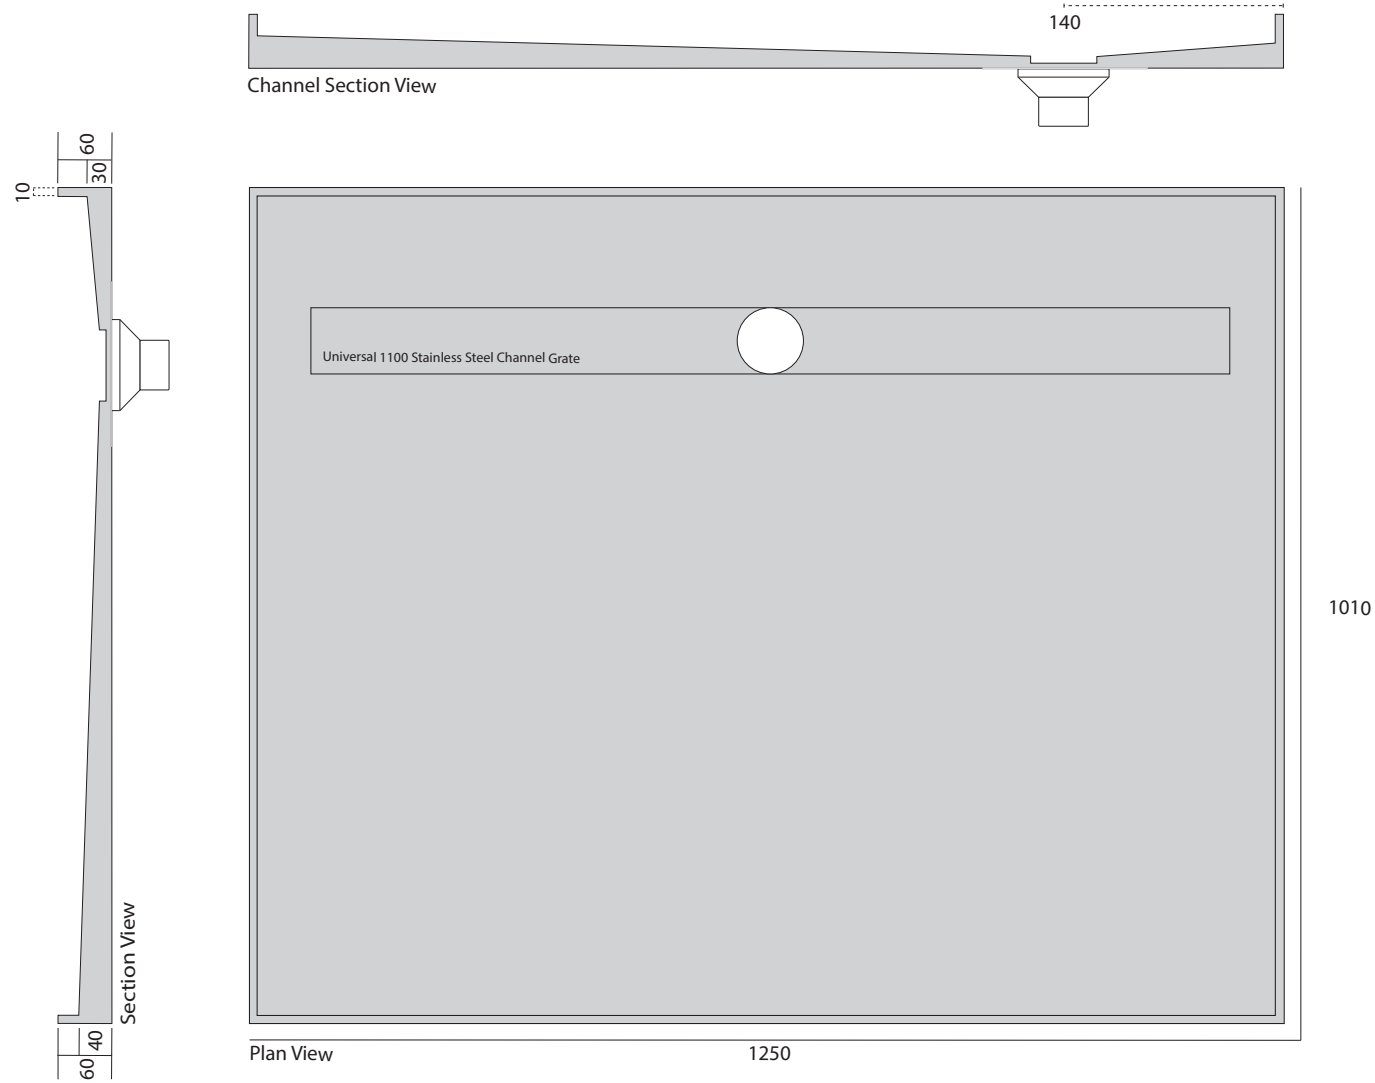 140
Channel Section View
60
30
10
Universal 1100 Stainless Steel Channel Grate
1010
Section View
40
60
Plan View
1250